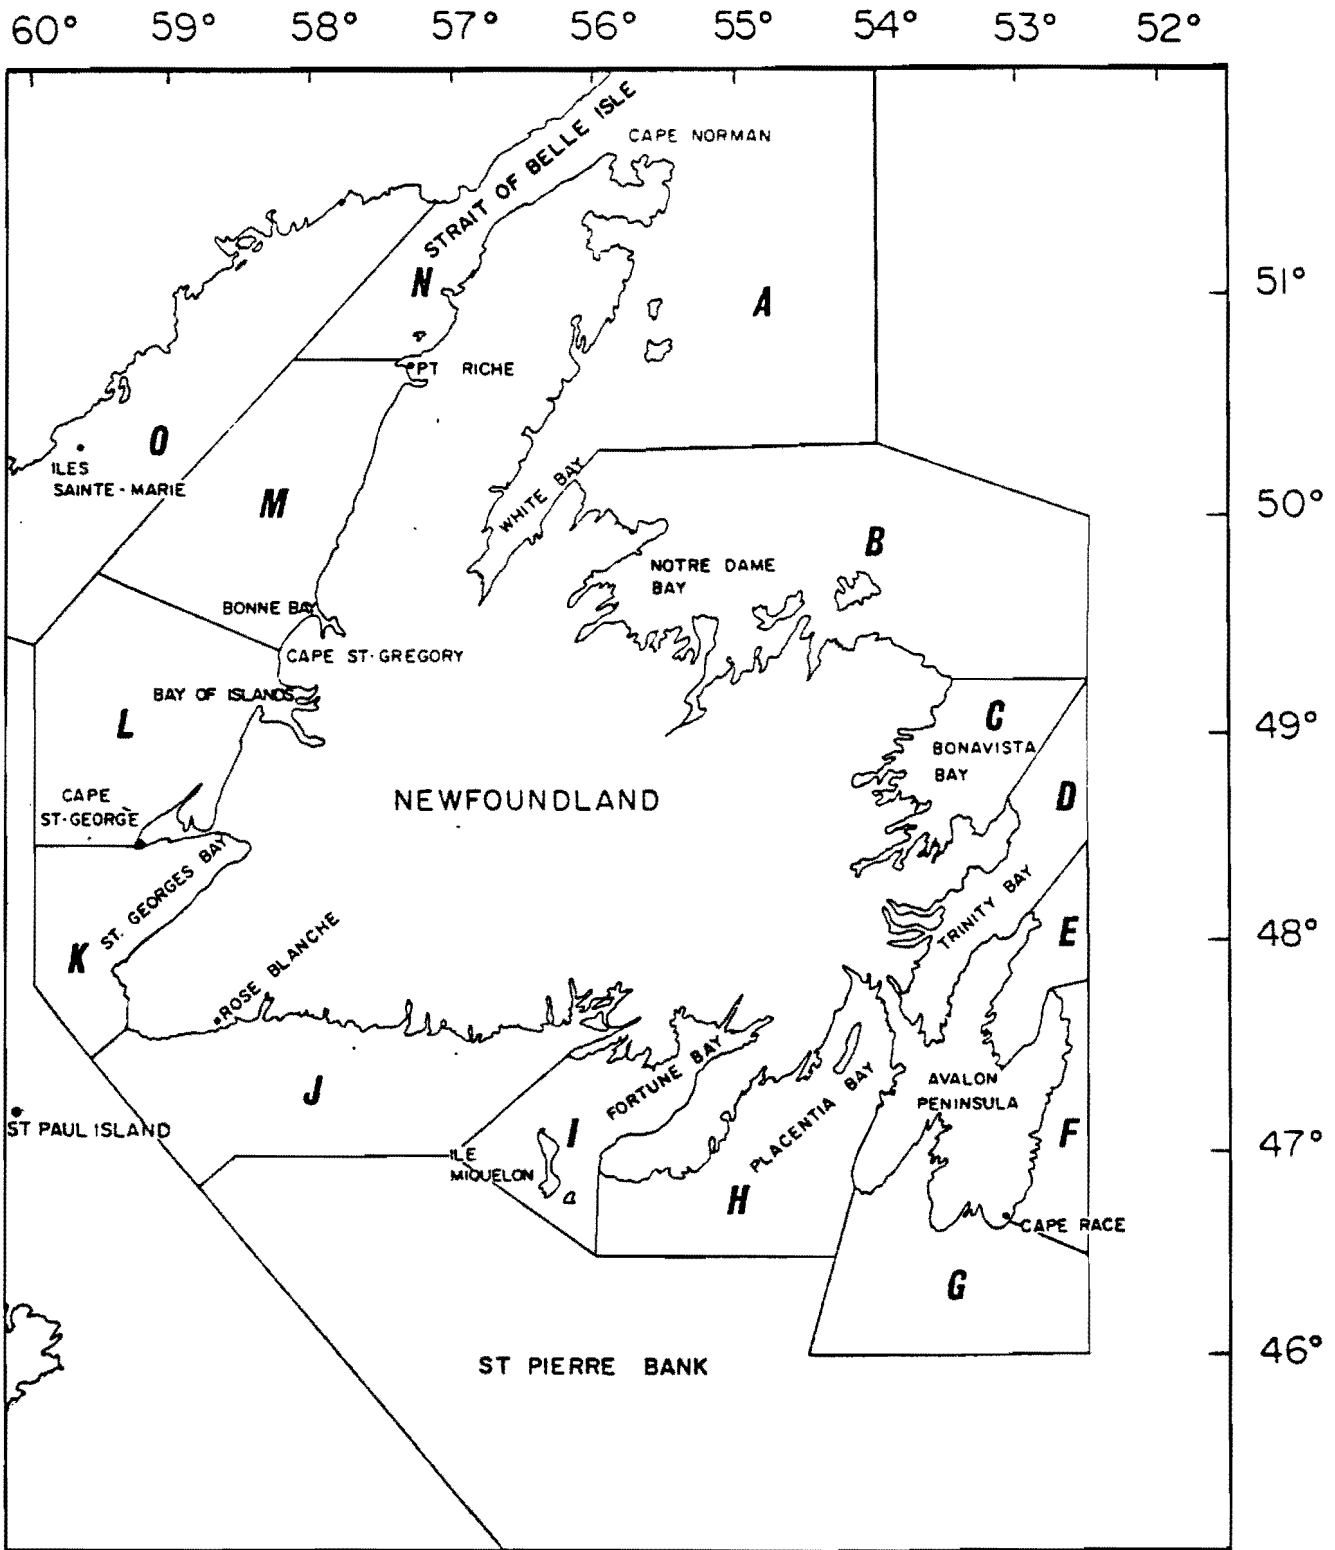 60° 59° 58° 57° 56° 55° 54° 53° 52°
STRAIT OF BELLE ISLE
CAPE NORMAN
N
A
51°
PT RICHE
O
ILES
SAINTE-MARIE
M
WHITE BAY
50°
B
NOTRE DAME
BAY
BONNE BAY
CAPE ST-GREGORY
BAY OF ISLANDS
L
C
49°
BONAVISTA
BAY
CAPE
ST-GEORGE
NEWFOUNDLAND
D
ST. GEORGES BAY
TRINITY BAY
K
ROSE BLANCHE
E
48°
J
FORTUNE BAY
PLACENTIA BAY
AVALON
PENINSULA
ST PAUL ISLAND
I
F
47°
ILE
MIQUELON
H
CAPE RACE
G
ST PIERRE BANK
46°